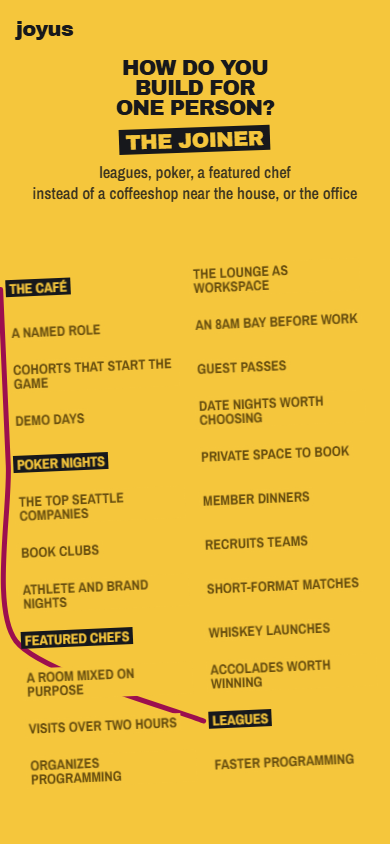 joyus
HOW DO YOU
BUILD FOR
ONE PERSON?
THE JOINER
leagues, poker, a featured chef
instead of a coffeeshop near the house, or the office
THE CAFÉ
A NAMED ROLE
COHORTS THAT START THE
GAME
DEMO DAYS
POKER NIGHTS
THE TOP SEATTLE
COMPANIES
BOOK CLUBS
ATHLETE AND BRAND
NIGHTS
FEATURED CHEFS
A ROOM MIXED ON
PURPOSE
VISITS OVER TWO HOURS
ORGANIZES
PROGRAMMING
THE LOUNGE AS
WORKSPACE
AN 8AM BAY BEFORE WORK
GUEST PASSES
DATE NIGHTS WORTH
CHOOSING
PRIVATE SPACE TO BOOK
MEMBER DINNERS
RECRUITS TEAMS
SHORT-FORMAT MATCHES
WHISKEY LAUNCHES
ACCOLADES WORTH
WINNING
LEAGUES
FASTER PROGRAMMING